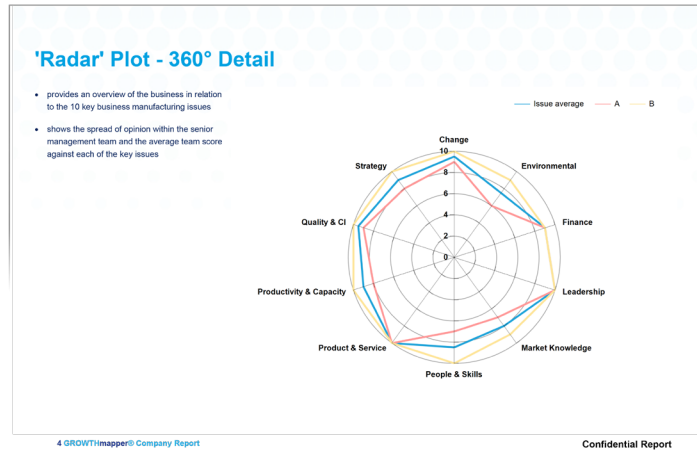 'Radar' Plot - 360° Detail
• provides an overview of the business in relation
to the 10 key business manufacturing issues
• shows the spread of opinion within the senior
management team and the average team score
against each of the key issues
Issue average A B
Change
10
Strategy
Environmental
8
6
Quality & CI
Finance
4
2
0
Productivity & Capacity
Leadership
Product & Service
Market Knowledge
People & Skills
4 GROWTHmapper® Company Report
Confidential Report